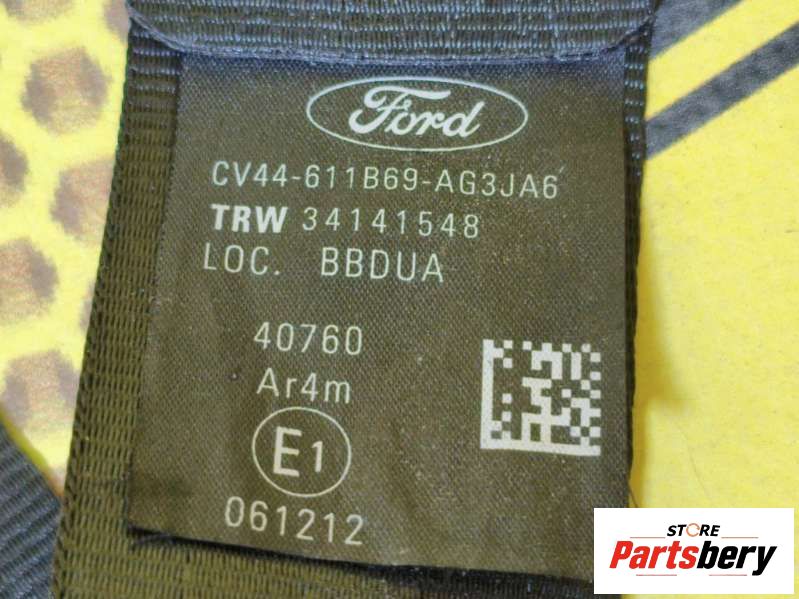 Ford
CV44-611B69-AG3JA6
TRW 34141548
LOC. BBDUA
40760
Ar4m
E1
061212
STORE
Partsbery